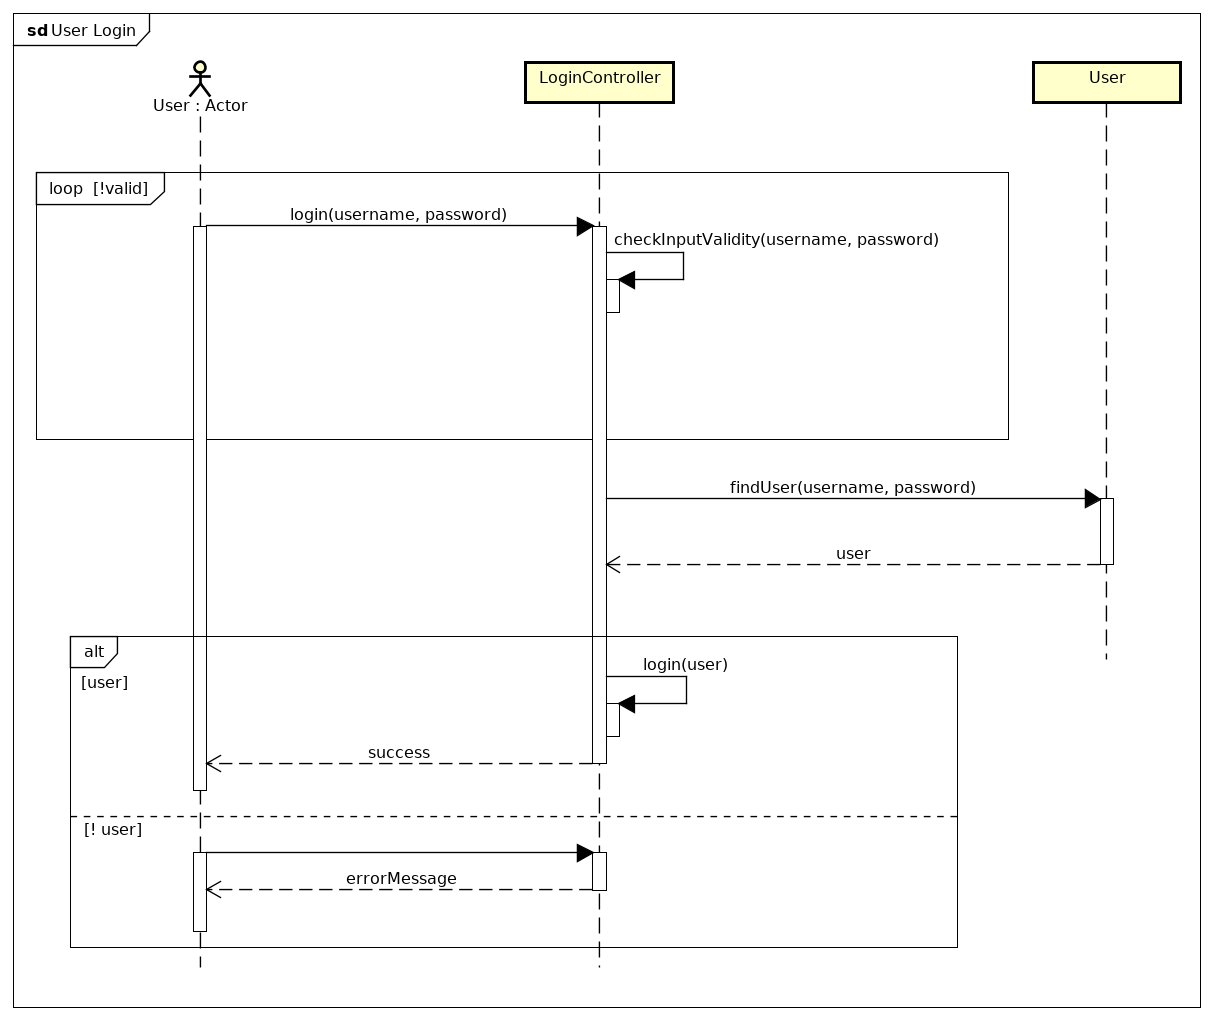 sd User Login
User : Actor
LoginController
User
loop [!valid]
login(username, password)
checkInputValidity(username, password)
findUser(username, password)
user
alt
[user]
login(user)
success
[! user]
errorMessage